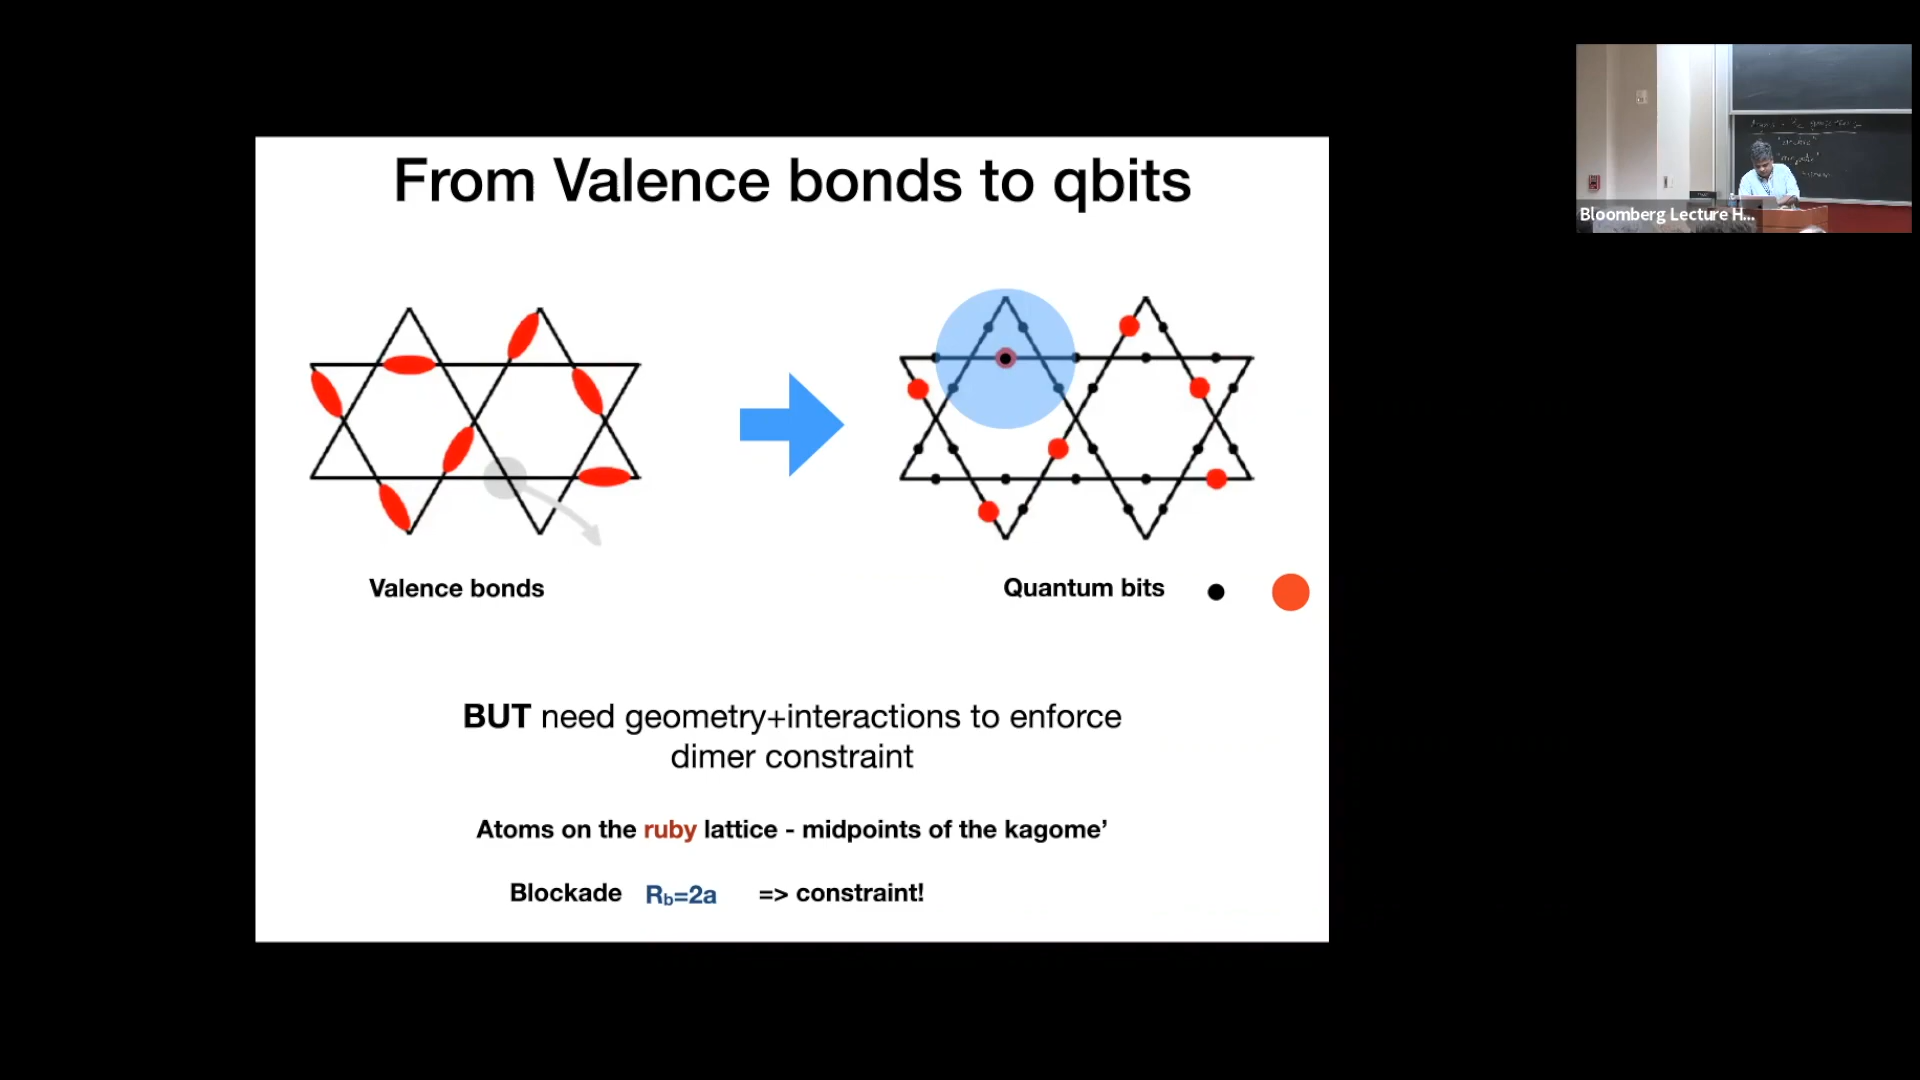 From Valence bonds to qbits
Bloomberg Lecture H...
Valence bonds
Quantum bits
BUT need geometry+interactions to enforce
dimer constraint
Atoms on the ruby lattice - midpoints of the kagome’
Blockade Rb=2a => constraint!